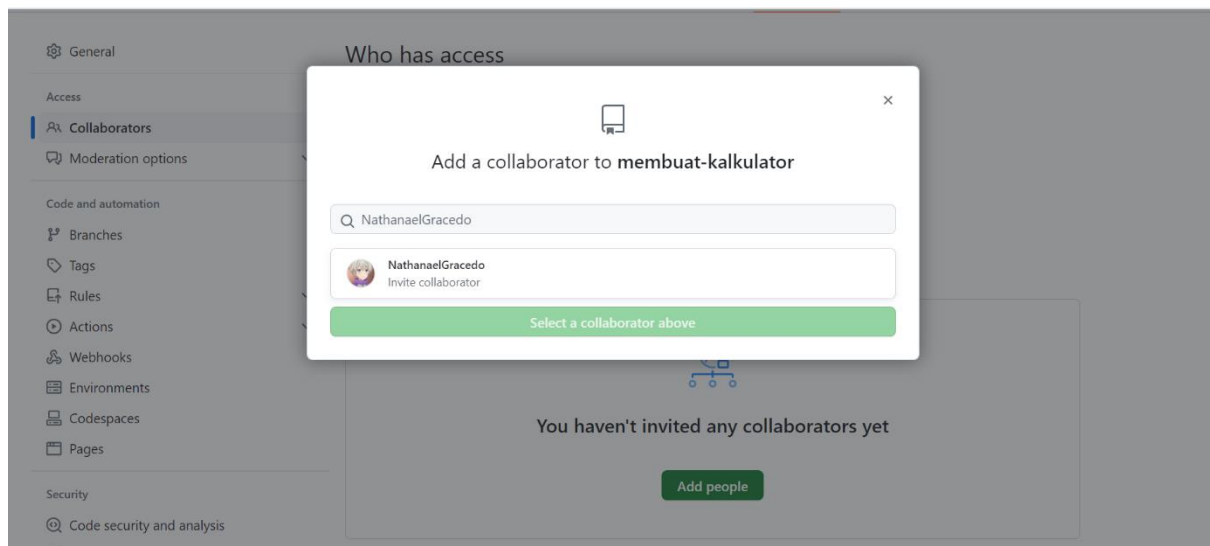 General
Access
Collaborators
Moderation options
Code and automation
Branches
Tags
Rules
Actions
Webhooks
Environments
Codespaces
Pages
Security
Code security and analysis
Who has access
Add a collaborator to membuat-kalkulator
NathanaelGracedo
NathanaelGracedo
Invite collaborator
Select a collaborator above
You haven't invited any collaborators yet
Add people